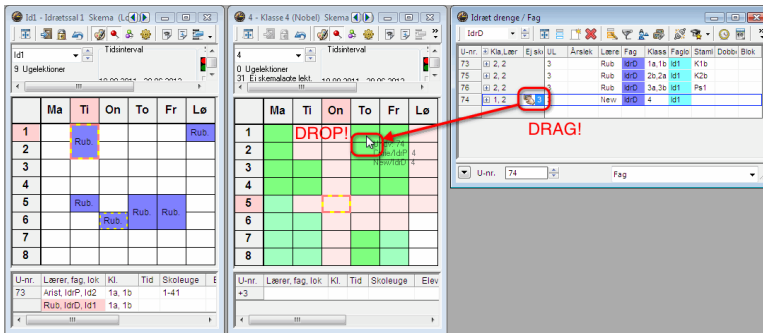 Id1 - Idrætssal 1 Skema (Lo
Id1
Tidsinterval
9 Ugelektioner
Ma Ti On To Fr Lø
1 Rub.
Rub.
2
3
4
5 Rub.
Rub. Rub.
6 Rub.
7
8
U-nr. Lærer, fag, lok Kl. Tid Skoleuge E
73 Arist, IdrP, Id2 1a, 1b 1-41
Rub, IdrD, Id1 1a, 1b
4 - Klasse 4 (Nobel) Skema
4
Tidsinterval
0 Ugelektioner
31 Ej skemalagte lekt.
Ma Ti On To Fr Lø
DROP!
1
2
3
4
5
6
7
8
74
4
New/IdrD 4
U-nr. Lærer, fag, lok Kl. Tid Skoleuge Elev
+3
Idræt drenge / Fag
IdrD
U-nr. Kla,Lær Ej sk UL Årslek Lære Fag Klass Faglo Staml Dobb Blok
73 2, 2 3 Rub IdrD 1a,1b Id1 K1b
75 2, 2 3 Rub IdrD 2b,2a Id1 K2b
76 2, 2 3 Rub IdrD 3a,3b Id1 Ps1
74 1, 2 3 New IdrD 4 Id1
DRAG!
U-nr. 74 Fag